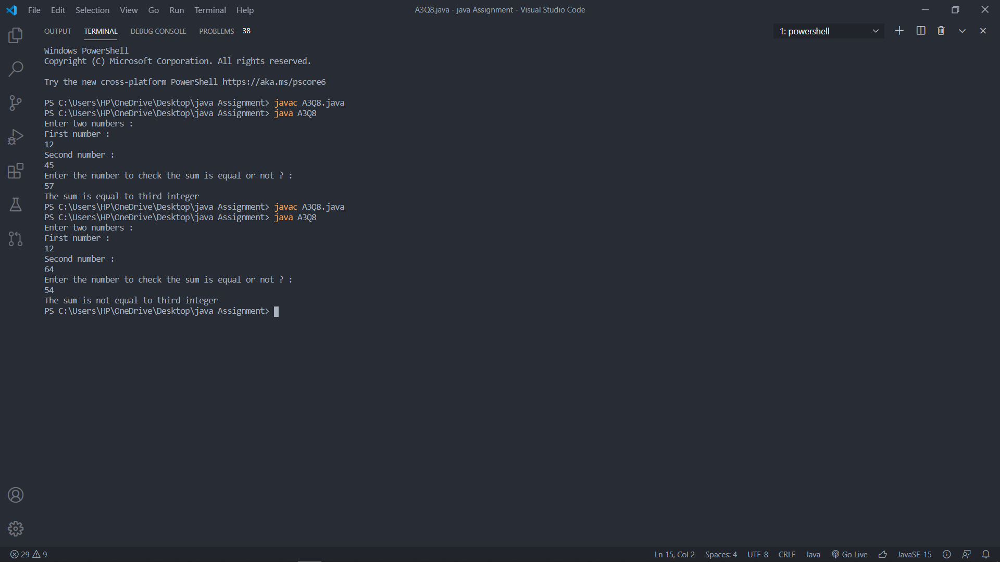 File Edit Selection View Go Run Terminal Help A3Q8.java - java Assignment - Visual Studio Code
OUTPUT TERMINAL DEBUG CONSOLE PROBLEMS 38 1: powershell
Windows PowerShell
Copyright (C) Microsoft Corporation. All rights reserved.
Try the new cross-platform PowerShell https://aka.ms/pscore6
PS C:\Users\HP\OneDrive\Desktop\java Assignment> javac A3Q8.java
PS C:\Users\HP\OneDrive\Desktop\java Assignment> java A3Q8
Enter two numbers :
First number :
12
Second number :
45
Enter the number to check the sum is equal or not ? :
57
The sum is equal to third integer
PS C:\Users\HP\OneDrive\Desktop\java Assignment> javac A3Q8.java
PS C:\Users\HP\OneDrive\Desktop\java Assignment> java A3Q8
Enter two numbers :
First number :
12
Second number :
64
Enter the number to check the sum is equal or not ? :
54
The sum is not equal to third integer
PS C:\Users\HP\OneDrive\Desktop\java Assignment>
29 9 Ln 15, Col 2 Spaces: 4 UTF-8 CRLF Java Go Live JavaSE-15